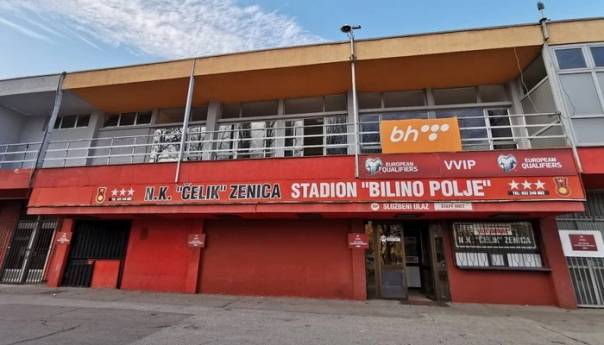 bh
EUROPEAN QUALIFIERS
VVIP
EUROPEAN QUALIFIERS
N.K. "ČELIK" ZENICA STADION "BILINO POLJE"
SLUŽBENI ULAZ
N.K. "ČELIK" ZENICA